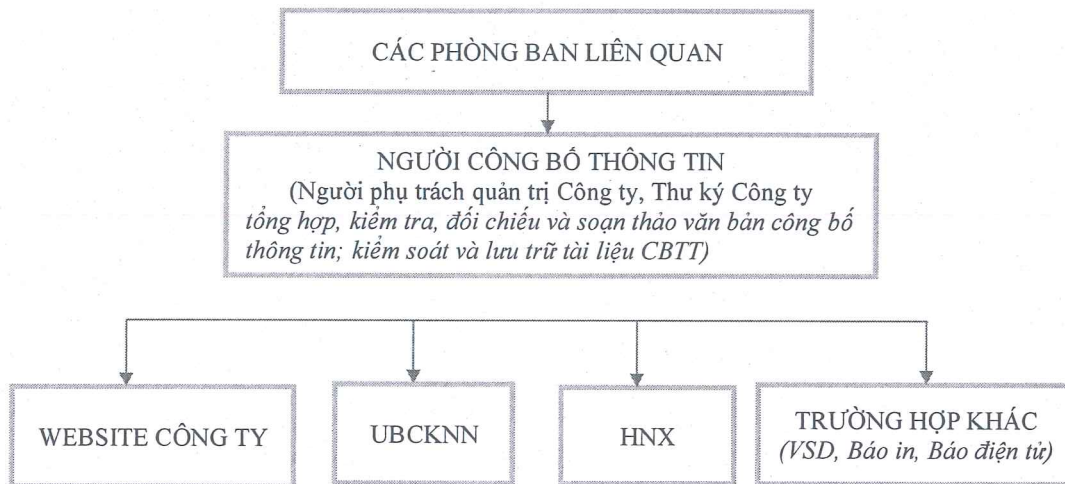 CÁC PHÒNG BAN LIÊN QUAN
NGƯỜI CÔNG BỐ THÔNG TIN
(Người phụ trách quản trị Công ty, Thư ký Công ty
tổng hợp, kiểm tra, đối chiếu và soạn thảo văn bản công bố
thông tin; kiểm soát và lưu trữ tài liệu CBTT)
WEBSITE CÔNG TY
UBCKNN
HNX
TRƯỜNG HỢP KHÁC
(VSD, Báo in, Báo điện tử)